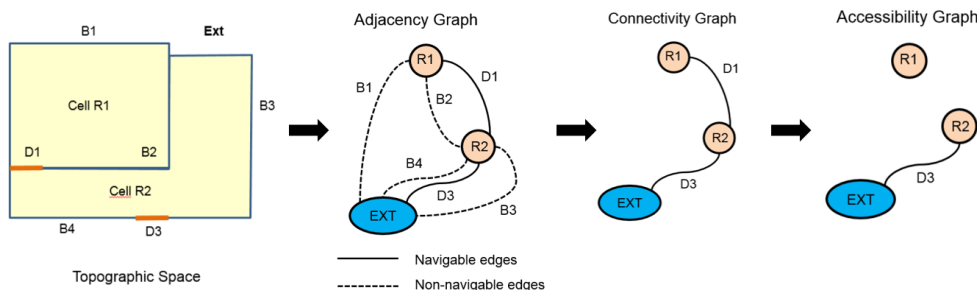 B1
Ext
Cell R1
B3
D1
B2
Cell R2
B4
D3
Topographic Space
Adjacency Graph
R1
D1
B1
B2
R2
B4
D3
B3
EXT
Navigable edges
Non-navigable edges
Connectivity Graph
R1
D1
R2
D3
EXT
Accessibility Graph
R1
R2
D3
EXT